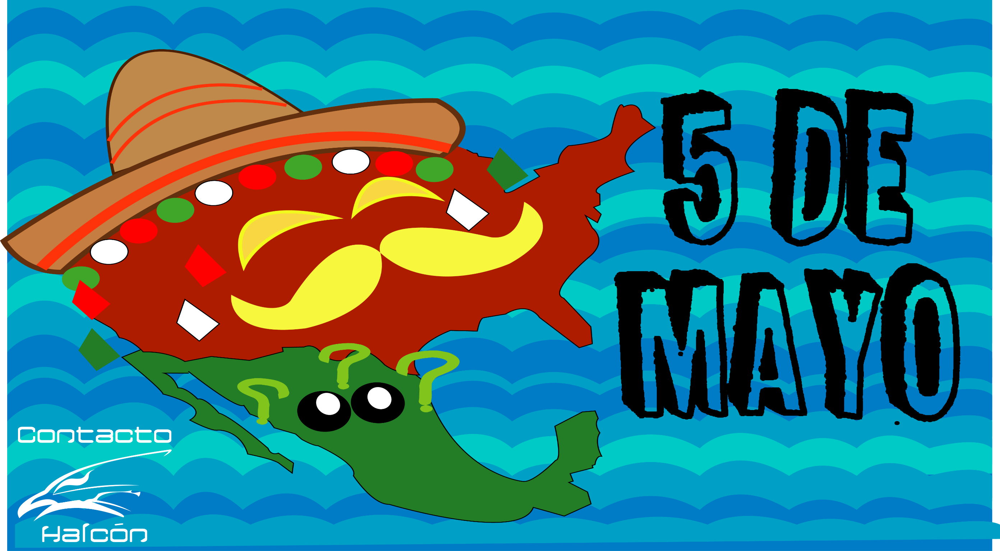 5 DE
MAYO
? ? ?
Contacto
Halcón